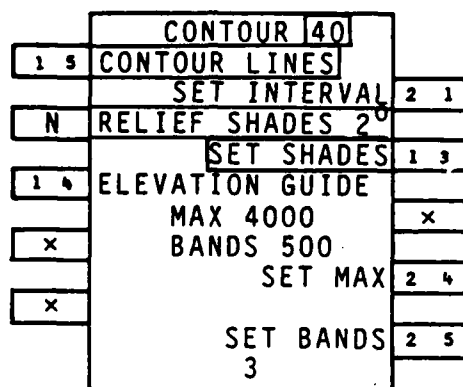 CONTOUR 40
1 5 CONTOUR LINES
SET INTERVAL 2 1
N RELIEF SHADES 2°
SET SHADES 1 3
1 4 ELEVATION GUIDE
MAX 4000 ×
× BANDS 500
SET MAX 2 4
×
SET BANDS 2 5
3